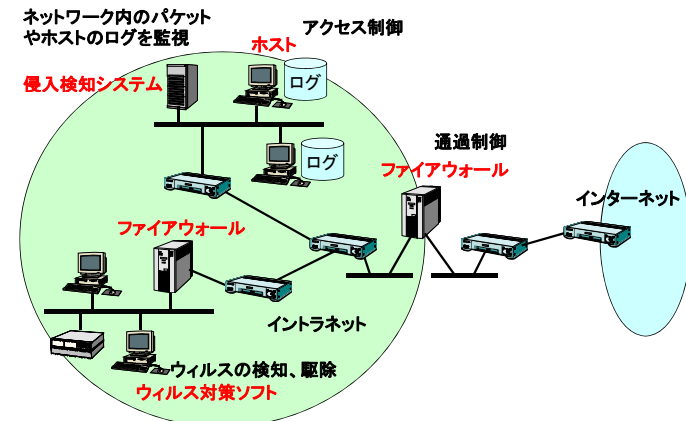 ネットワーク内のパケット
やホストのログを監視
アクセス制御
ホスト
侵入検知システム
ログ
ログ
通過制御
ファイアウォール
インターネット
ファイアウォール
イントラネット
ウィルスの検知、駆除
ウィルス対策ソフト